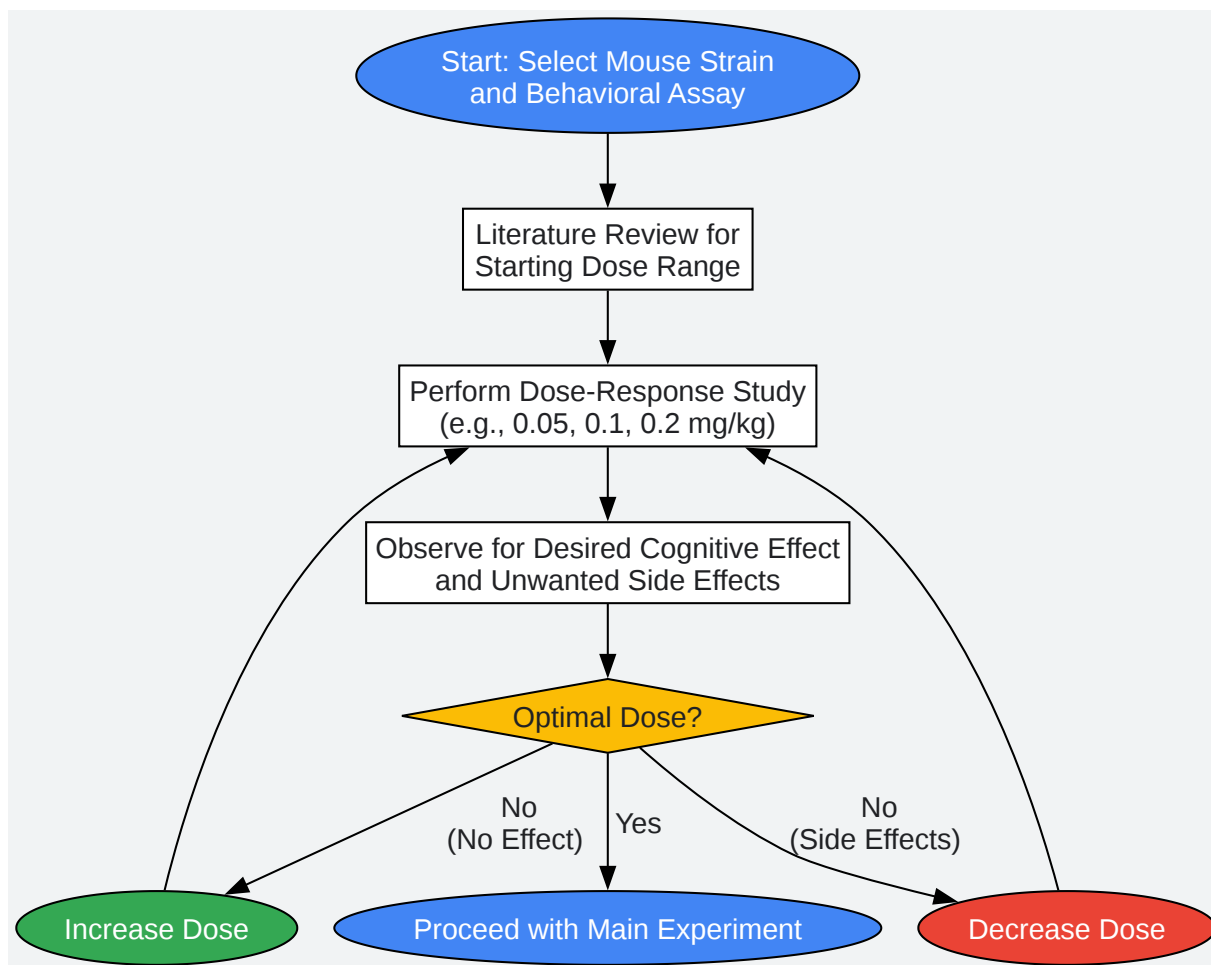 Start: Select Mouse Strain
and Behavioral Assay
Literature Review for
Starting Dose Range
Perform Dose-Response Study
(e.g., 0.05, 0.1, 0.2 mg/kg)
Observe for Desired Cognitive Effect
and Unwanted Side Effects
Optimal Dose?
No
(No Effect)
Yes
No
(Side Effects)
Increase Dose
Proceed with Main Experiment
Decrease Dose